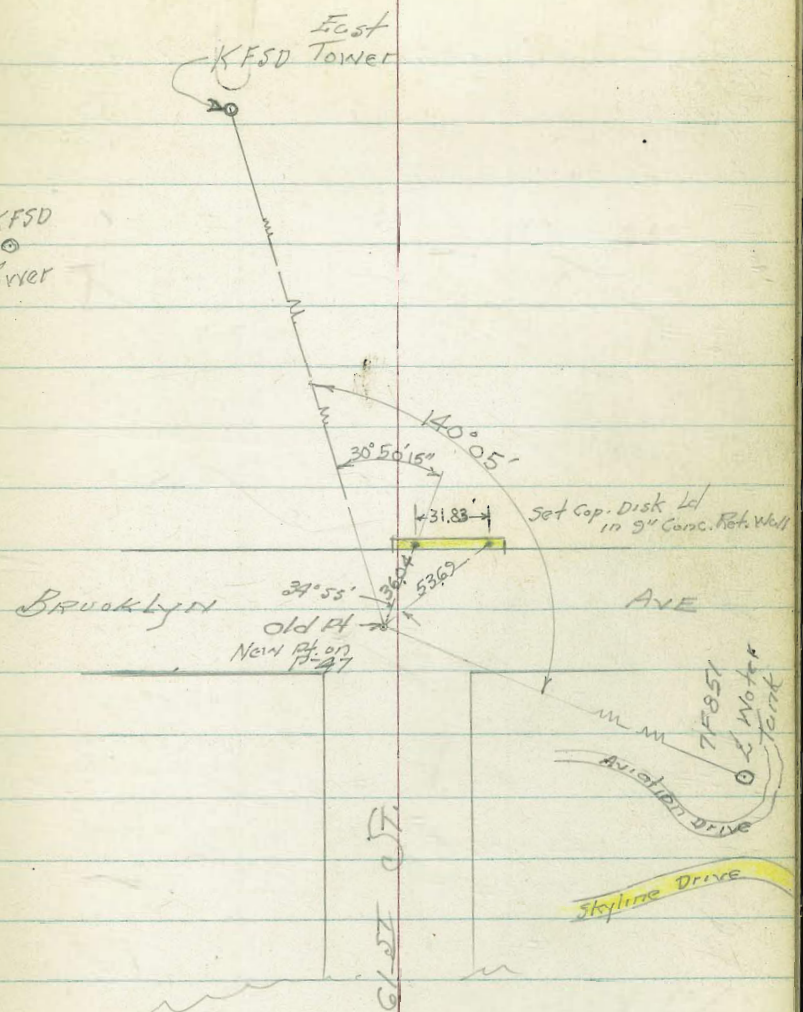 East
KFSD Tower
KFSD
140°05'
30°50'15"
31.83'
Set Cop. Disk Ld
in 9" Conc. Ret. Wall
36.04
53.69
34°55'
BROOKLYN
AVE
Old Pt
New Pt. on
P-47
7F851
Water
Tank
Aviation Drive
Skyline Drive
61ST ST.